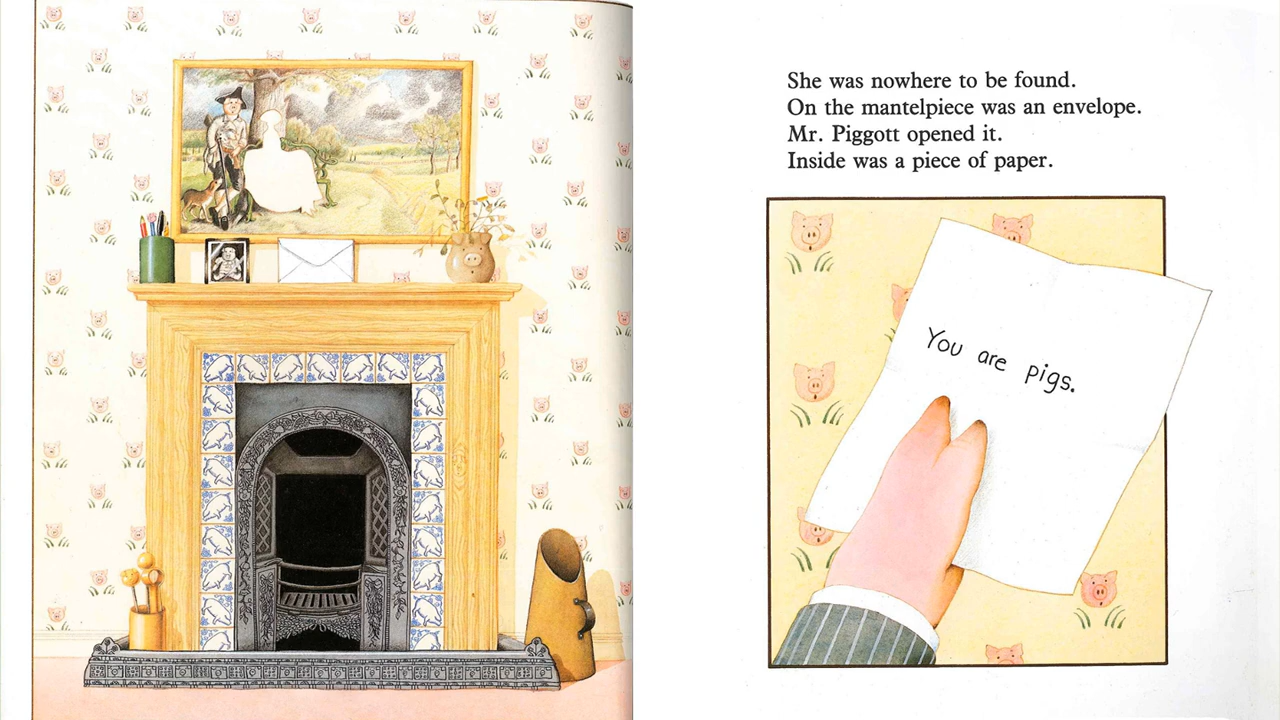 She was nowhere to be found.
On the mantelpiece was an envelope.
Mr. Piggott opened it.
Inside was a piece of paper.
You are pigs.